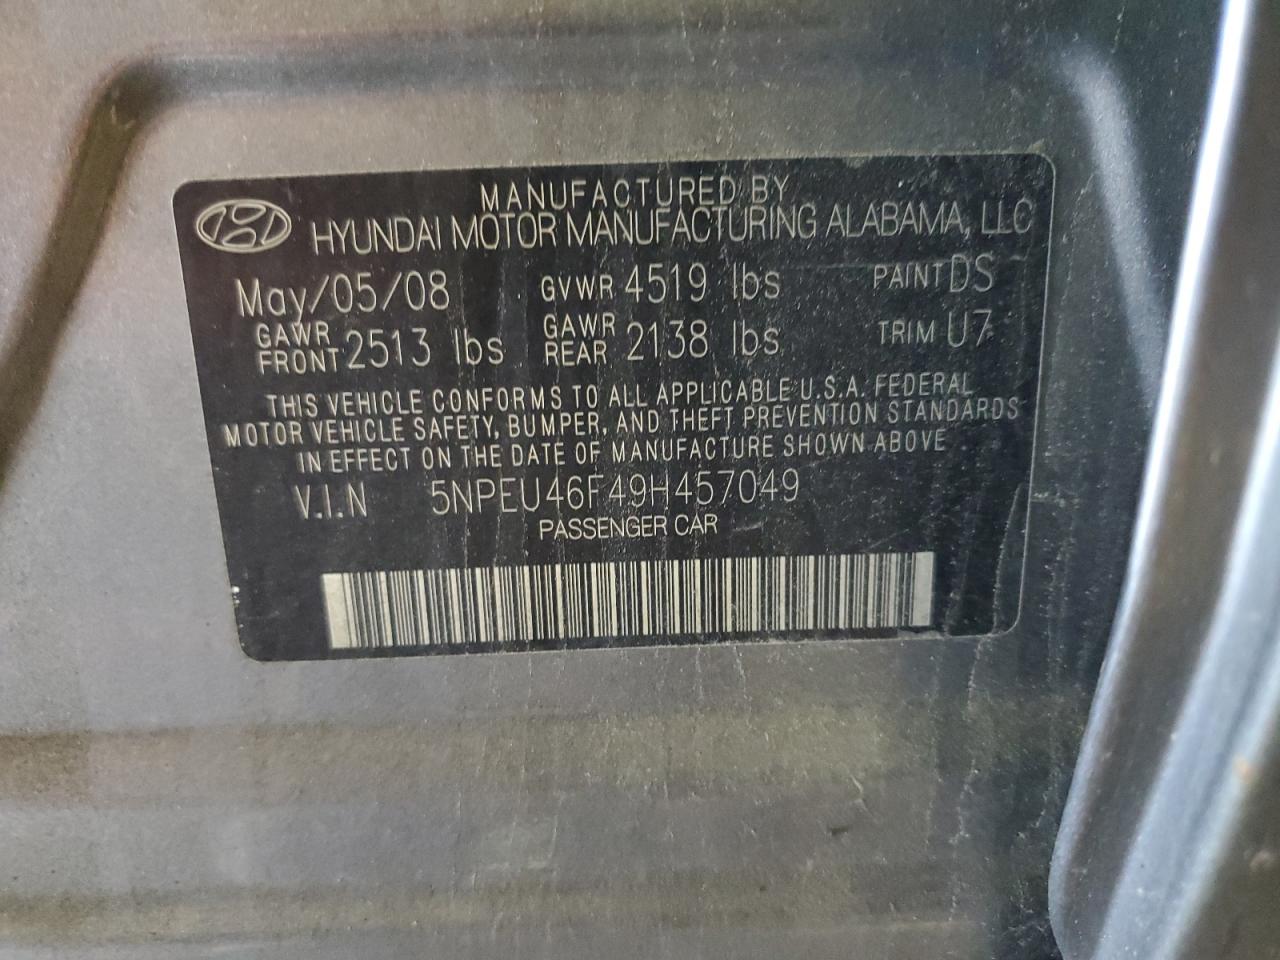 MANUFACTURED BY
HYUNDAI MOTOR MANUFACTURING ALABAMA, LLC
May/05/08 GVWR 4519 lbs PAINT DS
GAWR FRONT 2513 lbs GAWR REAR 2138 lbs TRIM U7
THIS VEHICLE CONFORMS TO ALL APPLICABLE U.S.A. FEDERAL
MOTOR VEHICLE SAFETY, BUMPER, AND THEFT PREVENTION STANDARDS
IN EFFECT ON THE DATE OF MANUFACTURE SHOWN ABOVE
V.I.N 5NPEU46F49H457049
PASSENGER CAR